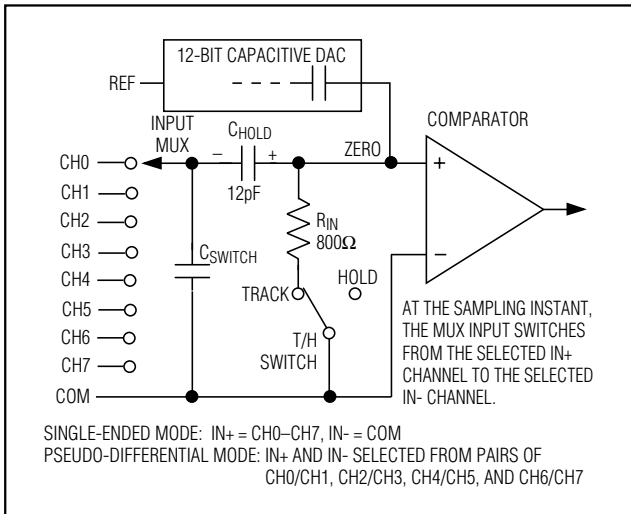 12-BIT CAPACITIVE DAC
REF
INPUT
MUX
CHOLD
COMPARATOR
− +
ZERO
12pF
+
−
CH0
CH1
CH2
CH3
CH4
CH5
CH6
CH7
COM
CSWITCH
RIN
800Ω
TRACK
HOLD
T/H
SWITCH
AT THE SAMPLING INSTANT,
THE MUX INPUT SWITCHES
FROM THE SELECTED IN+
CHANNEL TO THE SELECTED
IN- CHANNEL.
SINGLE-ENDED MODE: IN+ = CH0–CH7, IN- = COM
PSEUDO-DIFFERENTIAL MODE: IN+ AND IN- SELECTED FROM PAIRS OF
CH0/CH1, CH2/CH3, CH4/CH5, AND CH6/CH7